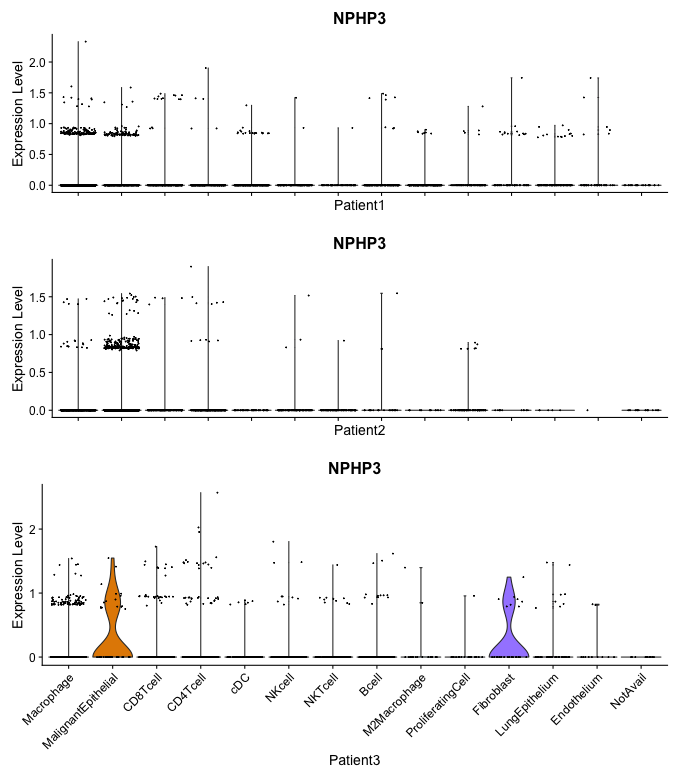 NPHP3
Expression Level
2.0
1.5
1.0
0.5
0.0
Patient1
NPHP3
Expression Level
1.5
1.0
0.5
0.0
Patient2
NPHP3
Expression Level
2
1
0
Macrophage
MalignantEpithelial
CD8Tcell
CD4Tcell
cDC
NKcell
NKTcell
Bcell
M2Macrophage
ProliferatingCell
Fibroblast
LungEpithelium
Endothelium
NotAvail
Patient3